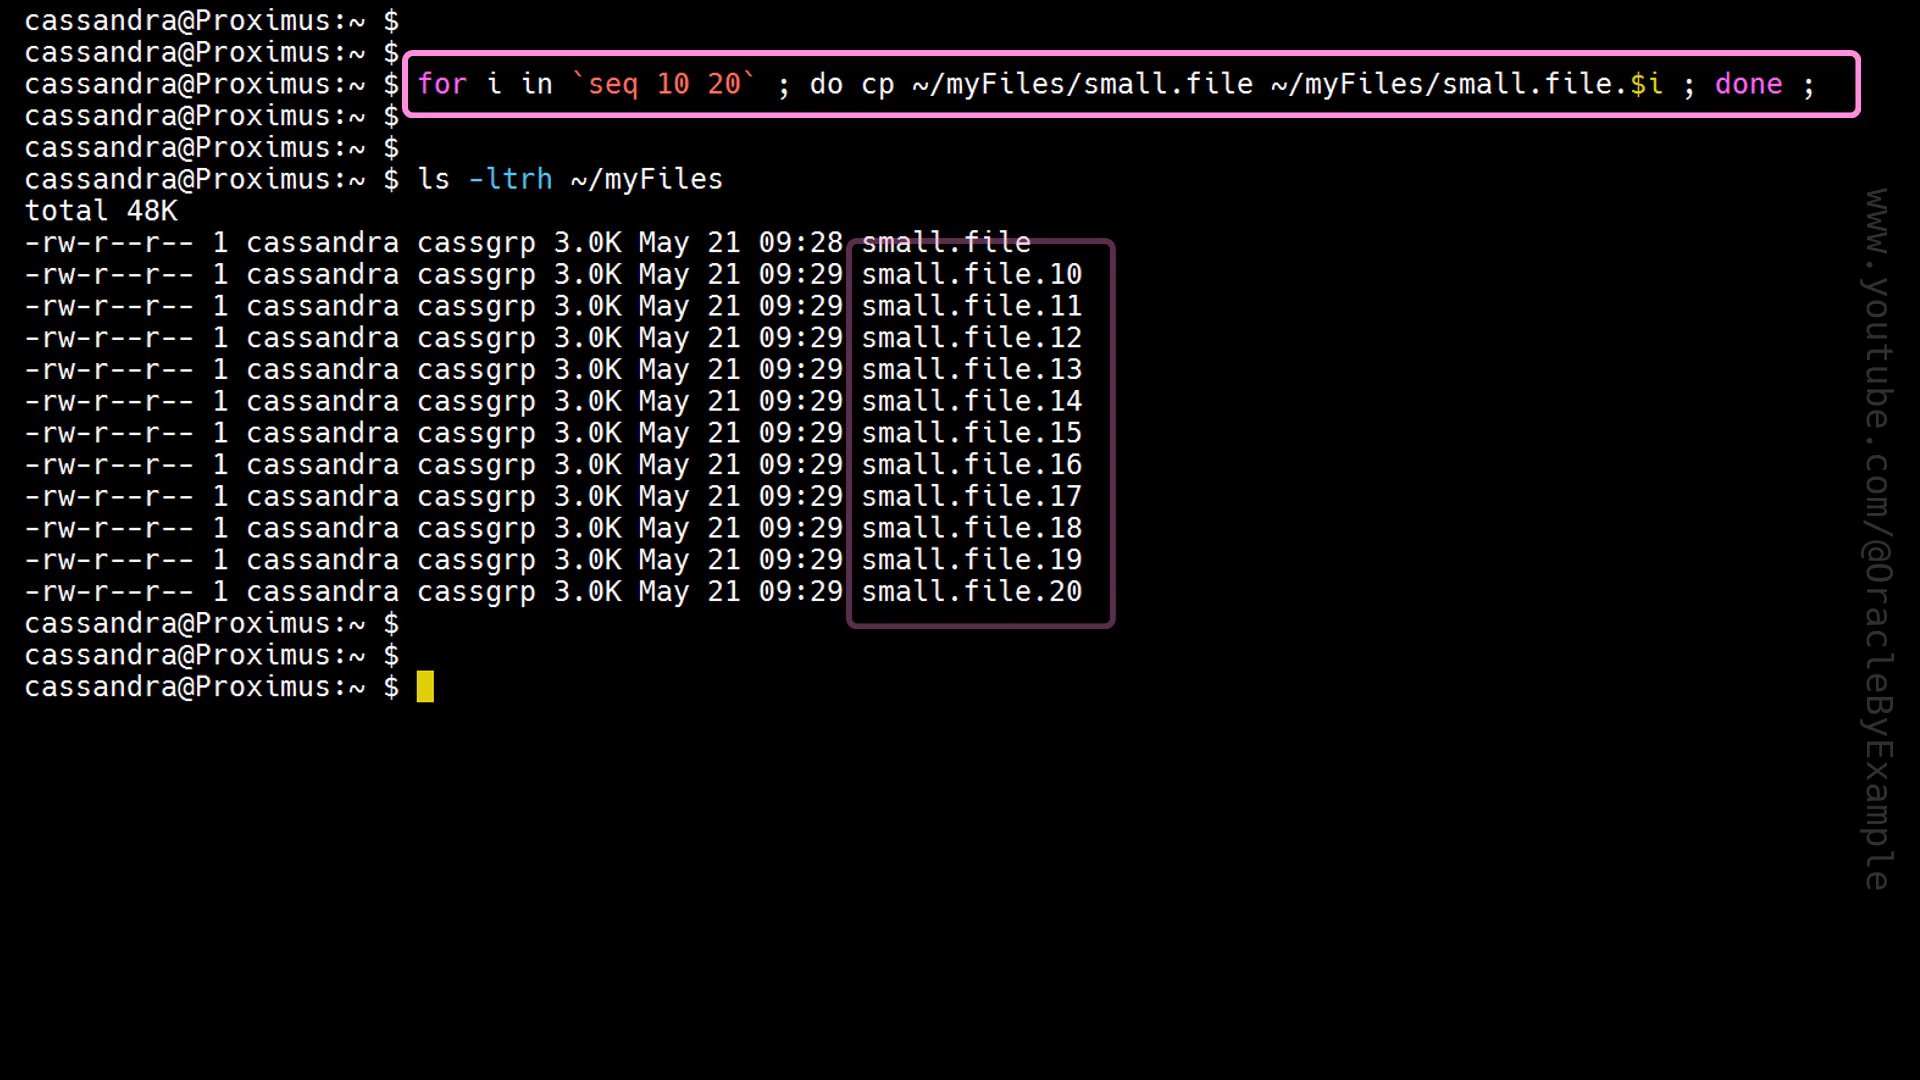 cassandra@Proximus:~ $
cassandra@Proximus:~ $
cassandra@Proximus:~ $ for i in `seq 10 20` ; do cp ~/myFiles/small.file ~/myFiles/small.file.$i ; done ;
cassandra@Proximus:~ $
cassandra@Proximus:~ $
cassandra@Proximus:~ $ ls -ltrh ~/myFiles
total 48K
-rw-r--r-- 1 cassandra cassgrp 3.0K May 21 09:28 small.file
-rw-r--r-- 1 cassandra cassgrp 3.0K May 21 09:29 small.file.10
-rw-r--r-- 1 cassandra cassgrp 3.0K May 21 09:29 small.file.11
-rw-r--r-- 1 cassandra cassgrp 3.0K May 21 09:29 small.file.12
-rw-r--r-- 1 cassandra cassgrp 3.0K May 21 09:29 small.file.13
-rw-r--r-- 1 cassandra cassgrp 3.0K May 21 09:29 small.file.14
-rw-r--r-- 1 cassandra cassgrp 3.0K May 21 09:29 small.file.15
-rw-r--r-- 1 cassandra cassgrp 3.0K May 21 09:29 small.file.16
-rw-r--r-- 1 cassandra cassgrp 3.0K May 21 09:29 small.file.17
-rw-r--r-- 1 cassandra cassgrp 3.0K May 21 09:29 small.file.18
-rw-r--r-- 1 cassandra cassgrp 3.0K May 21 09:29 small.file.19
-rw-r--r-- 1 cassandra cassgrp 3.0K May 21 09:29 small.file.20
cassandra@Proximus:~ $
cassandra@Proximus:~ $
cassandra@Proximus:~ $
www.youtube.com/@OracleByExample